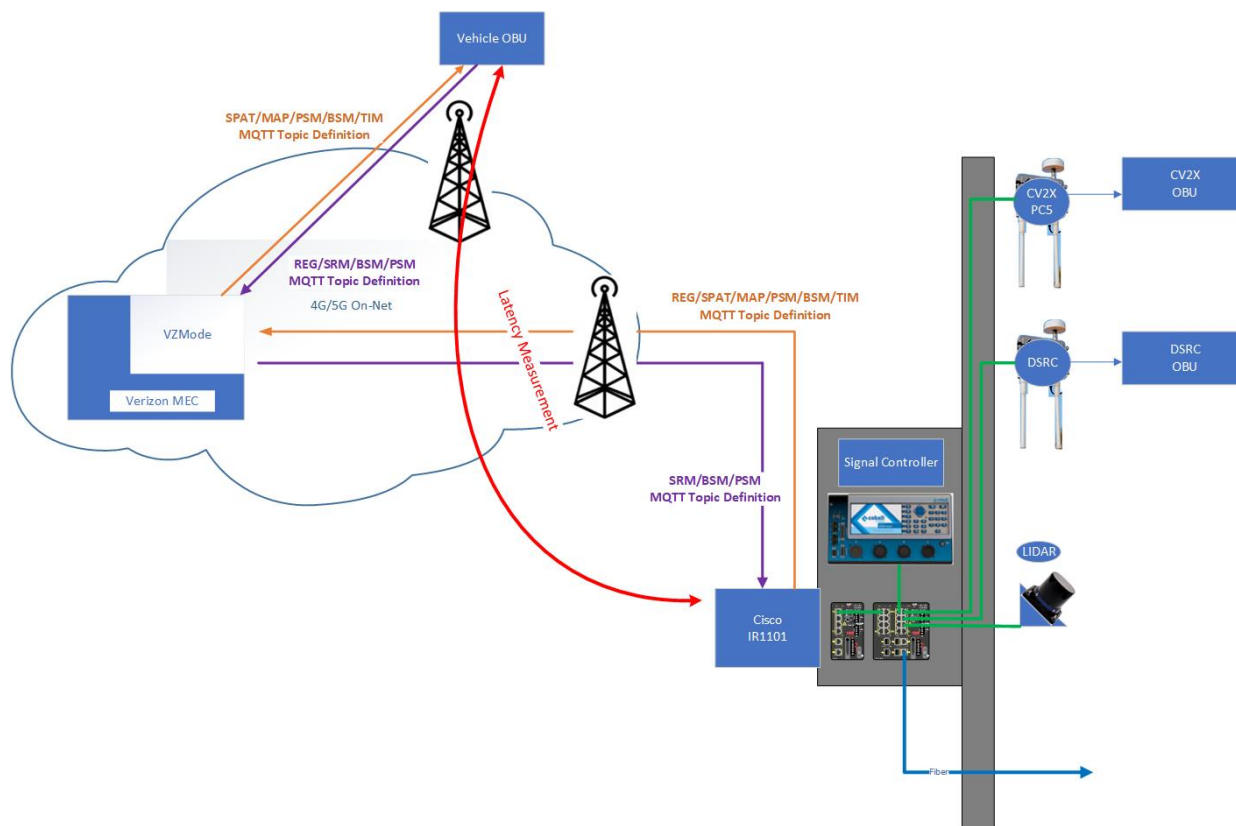 Vehicle OBU
SPAT/MAP/PSM/BSM/TIM
MQTT Topic Definition
REG/SRM/BSM/PSM
MQTT Topic Definition
4G/5G On-Net
VZMode
Verizon MEC
Latency Measurement
REG/SPAT/MAP/PSM/BSM/TIM
MQTT Topic Definition
SRM/BSM/PSM
MQTT Topic Definition
Cisco
IR1101
Signal Controller
cobalt
CV2X
PC5
CV2X
OBU
DSRC
DSRC
OBU
LIDAR
Fiber